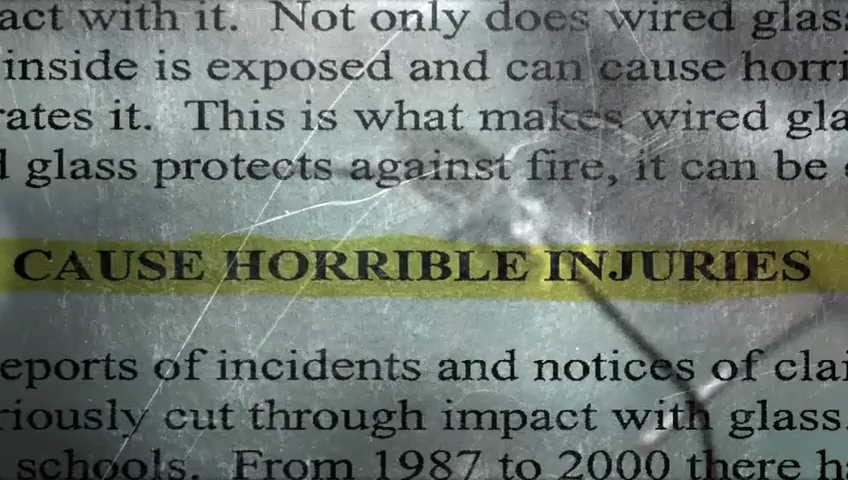 act with it. Not only does wired glas
inside is exposed and can cause horri
rates it. This is what makes wired gla
d glass protects against fire, it can be
CAUSE HORRIBLE INJURIES
eports of incidents and notices of clai
riously cut through impact with glass.
schools. From 1987 to 2000 there ha